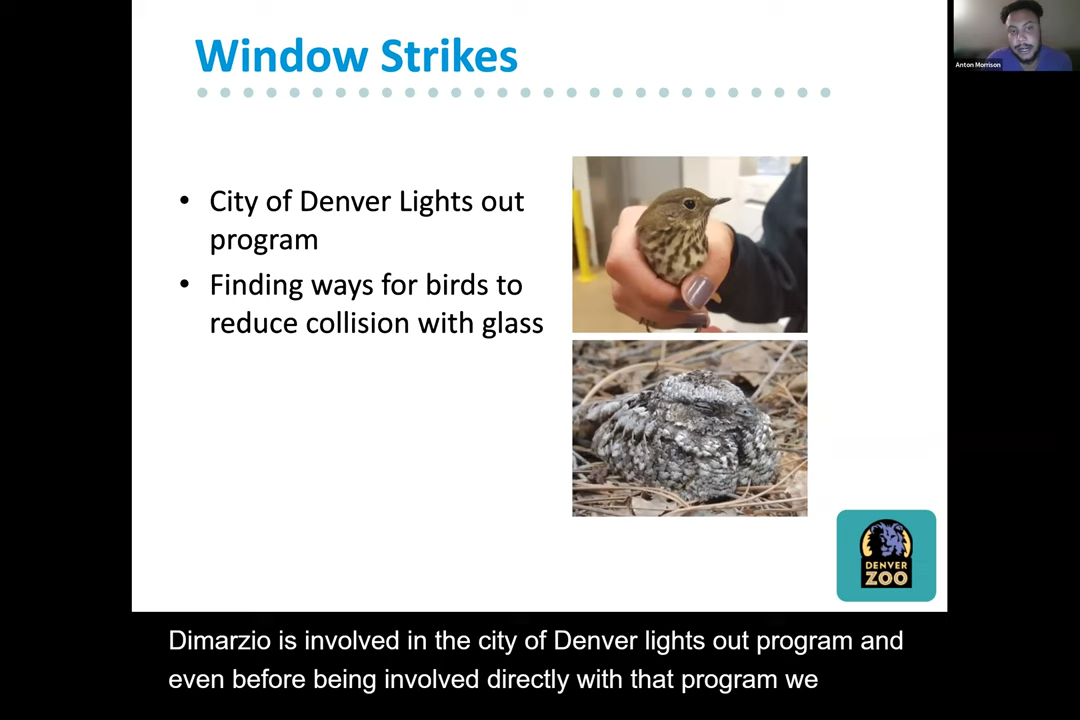 Window Strikes
Anton Morrison
• City of Denver Lights out
program
• Finding ways for birds to
reduce collision with glass
DENVER
ZOO
Dimarzio is involved in the city of Denver lights out program and
even before being involved directly with that program we